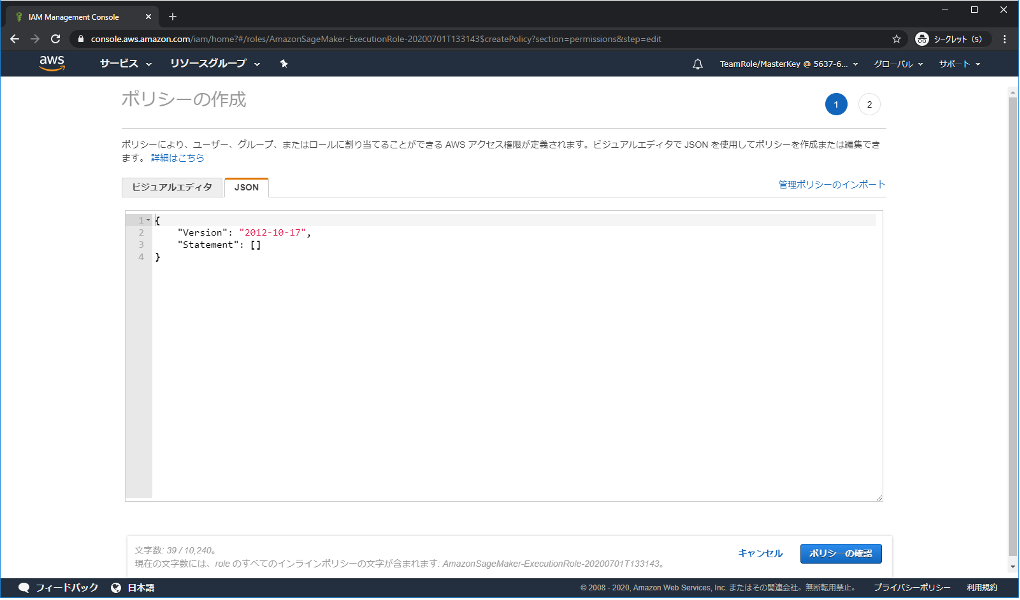 IAM Management Console
console.aws.amazon.com/iam/home?#/roles/AmazonSageMaker-ExecutionRole-20200701T133143$createPolicy?section=permissions&step=edit
シークレット (5)
aws サービス リソースグループ TeamRole/MasterKey @ 5637-6... グローバル サポート
ポリシーの作成
1 2
ポリシーにより、ユーザー、グループ、またはロールに割り当てることができる AWS アクセス権限が定義されます。ビジュアルエディタで JSON を使用してポリシーを作成または編集でき
ます。 詳細はこちら
ビジュアルエディタ JSON 管理ポリシーのインポート
1 {
2 "Version": "2012-10-17",
3 "Statement": []
4 }
文字数: 39 / 10,240。
現在の文字数には、role のすべてのインラインポリシーの文字が含まれます: AmazonSageMaker-ExecutionRole-20200701T133143。
キャンセル ポリシーの確認
フィードバック 日本語 © 2008 - 2020, Amazon Web Services, Inc. またはその関連会社。無断転用禁止。 プライバシーポリシー 利用規約